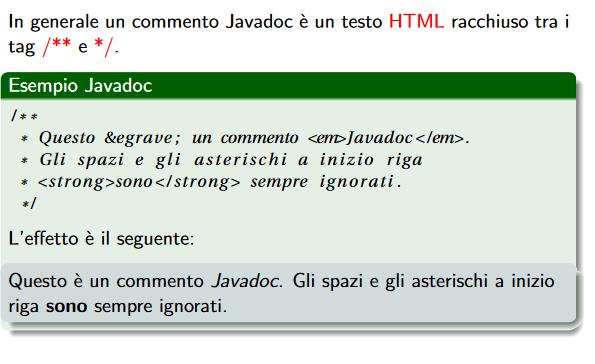 In generale un commento Javadoc è un testo HTML racchiuso tra i
tag /** e */.
Esempio Javadoc
/**
* Questo &egrave; un commento <em>Javadoc</em>.
* Gli spazi e gli asterischi a inizio riga
* <strong>sono</strong> sempre ignorati.
*/
L'effetto è il seguente:
Questo è un commento Javadoc. Gli spazi e gli asterischi a inizio
riga sono sempre ignorati.